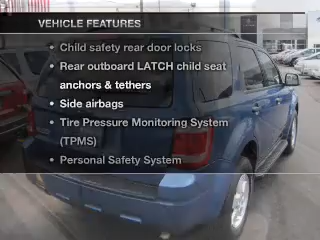 VEHICLE FEATURES
• Child safety rear door locks
• Rear outboard LATCH child seat
anchors & tethers
• Side airbags
• Tire Pressure Monitoring System
(TPMS)
• Personal Safety System